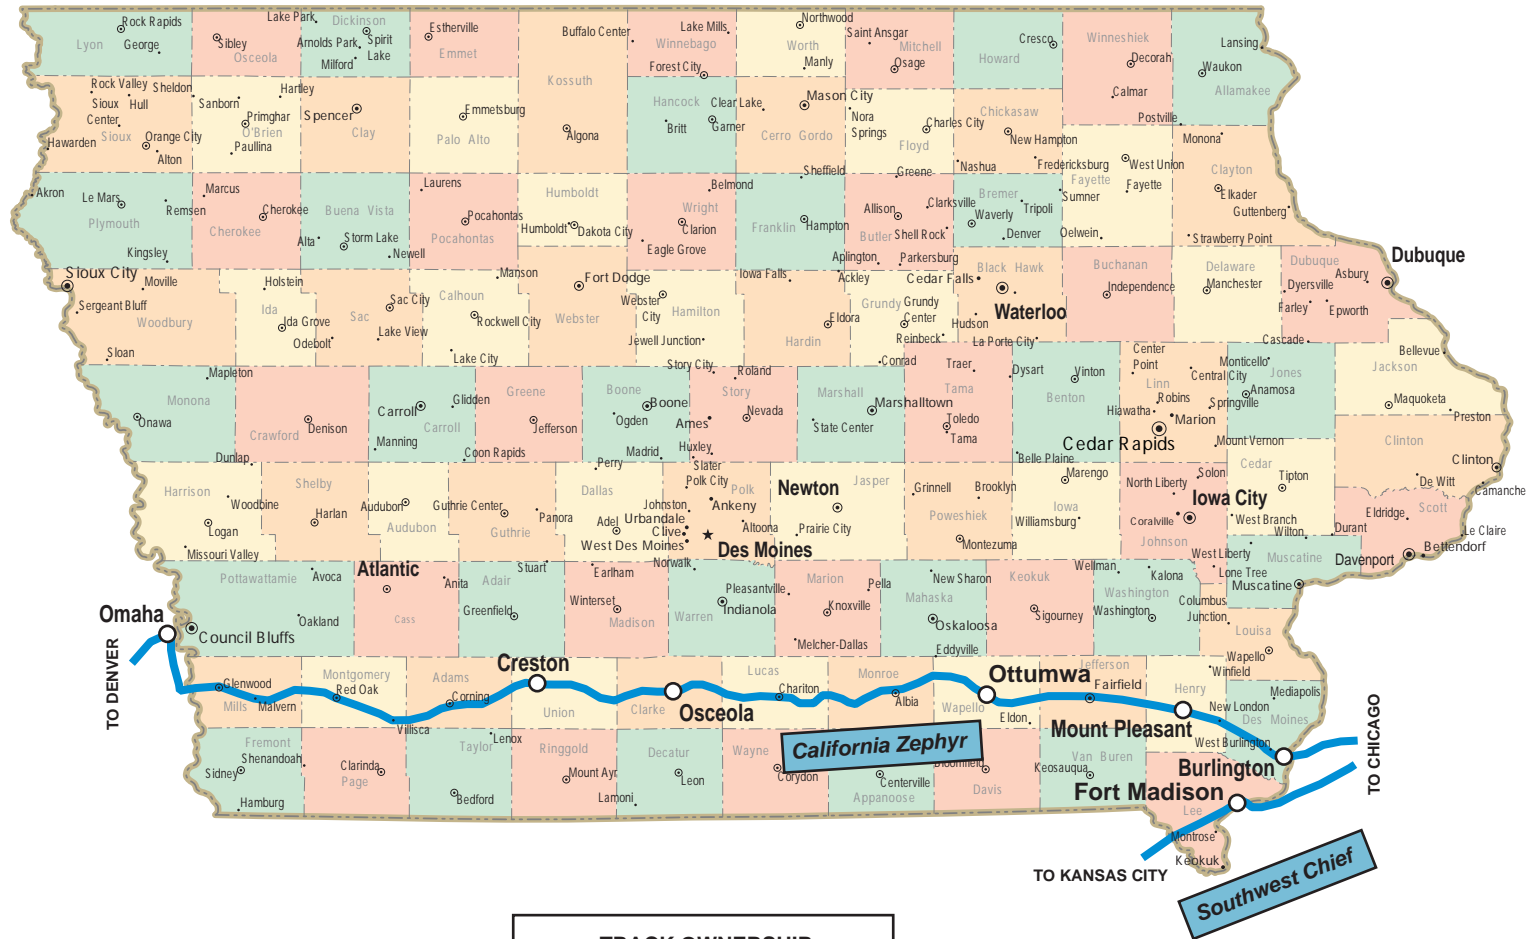 Rock Rapids
Lyon
George
Sibley
Osceola
Lake Park
Dickinson
Arnolds Park
Spirit
Lake
Milford
Estherville
Emmet
Buffalo Center
Lake Mills
Winnebago
Forest City
Northwood
Worth
Manly
Saint Ansgar
Mitchell
Osage
Cresco
Howard
Winneshiek
Decorah
Calmar
Lansing
Waukon
Allamakee
Postville
Rock Valley
Sheldon
Sioux
Center
Hull
Sioux
Orange City
Hawarden
Alton
Sanborn
Hartley
Primghar
O'Brien
Paullina
Spencer
Clay
Emmetsburg
Palo Alto
Kossuth
Algona
Hancock
Britt
Garner
Clear Lake
Mason City
Cerro Gordo
Nora
Springs
Charles City
Floyd
Chickasaw
New Hampton
Nashua
Fredericksburg
West Union
Fayette
Fayette
Monona
Clayton
Elkader
Guttenberg
Strawberry Point
Akron
Le Mars
Plymouth
Remsen
Kingsley
Marcus
Cherokee
Cherokee
Buena Vista
Alta
Storm Lake
Newell
Laurens
Pocahontas
Pocahontas
Humboldt
Humboldt
Dakota City
Belmond
Wright
Clarion
Eagle Grove
Sheffield
Franklin
Hampton
Greene
Allison
Clarksville
Butler
Shell Rock
Aplington
Parkersburg
Bremer
Tripoli
Waverly
Denver
Sumner
Oelwein
Sioux City
Moville
Sergeant Bluff
Woodbury
Sloan
Holstein
Ida
Ida Grove
Odebolt
Sac City
Sac
Lake View
Manson
Calhoun
Rockwell City
Lake City
Fort Dodge
Webster
Webster
City
Hamilton
Jewell Junction
Iowa Falls
Eldora
Hardin
Ackley
Grundy
Grundy
Center
Reinbeck
Conrad
Cedar Falls
Black Hawk
Waterloo
Hudson
La Porte City
Buchanan
Independence
Delaware
Manchester
Dubuque
Dubuque
Asbury
Dyersville
Farley
Epworth
Cascade
Bellevue
Jackson
Maquoketa
Preston
Mapleton
Monona
Onawa
Crawford
Denison
Dunlap
Carroll
Carroll
Glidden
Manning
Coon Rapids
Greene
Jefferson
Boone
Boone
Ogden
Madrid
Story City
Roland
Story
Ames
Nevada
Huxley
Slater
Marshall
Marshalltown
State Center
Traer
Tama
Toledo
Tama
Dysart
Vinton
Benton
Belle Plaine
Center
Point
Linn
Central City
Robins
Hiawatha
Marion
Springville
Cedar Rapids
Mount Vernon
Monticello
Jones
Anamosa
Clinton
Clinton
De Witt
Camanche
Harrison
Woodbine
Logan
Missouri Valley
Shelby
Harlan
Audubon
Audubon
Guthrie Center
Guthrie
Panora
Perry
Dallas
Adel
Polk City
Polk
Ankeny
Johnston
Urbandale
Clive
West Des Moines
Altoona
Des Moines
Norwalk
Newton
Jasper
Prairie City
Grinnell
Brooklyn
Poweshiek
Montezuma
Marengo
Iowa
Williamsburg
Solon
North Liberty
Iowa City
Coralville
Johnson
Cedar
Tipton
West Branch
Wilton
Durant
Eldridge
Scott
Le Claire
Bettendorf
Davenport
West Liberty
Lone Tree
Muscatine
Muscatine
Atlantic
Pottawattamie
Avoca
Oakland
Omaha
Council Bluffs
Anita
Cass
Adair
Stuart
Greenfield
Earlham
Winterset
Madison
Warren
Indianola
Pleasantville
Marion
Pella
Knoxville
Melcher-Dallas
New Sharon
Mahaska
Oskaloosa
Eddyville
Keokuk
Sigourney
Wellman
Kalona
Washington
Washington
Columbus
Junction
Louisa
Wapello
TO DENVER
Glenwood
Mills
Malvern
Montgomery
Red Oak
Villisca
Adams
Corning
Creston
Union
Clarke
Osceola
Lucas
Chariton
Monroe
Albia
Wapello
Ottumwa
Eldon
Jefferson
Fairfield
Mount Pleasant
Henry
Winfield
New London
Mediapolis
Des Moines
West Burlington
Burlington
TO CHICAGO
Fremont
Shenandoah
Sidney
Hamburg
Clarinda
Page
Taylor
Lenox
Bedford
Ringgold
Mount Ayr
Lamoni
Decatur
Leon
Wayne
Corydon
California Zephyr
Centerville
Appanoose
Bloomfield
Davis
Van Buren
Keosauqua
Fort Madison
Lee
Montrose
Keokuk
TO KANSAS CITY
Southwest Chief
TRACK OWNERSHIP